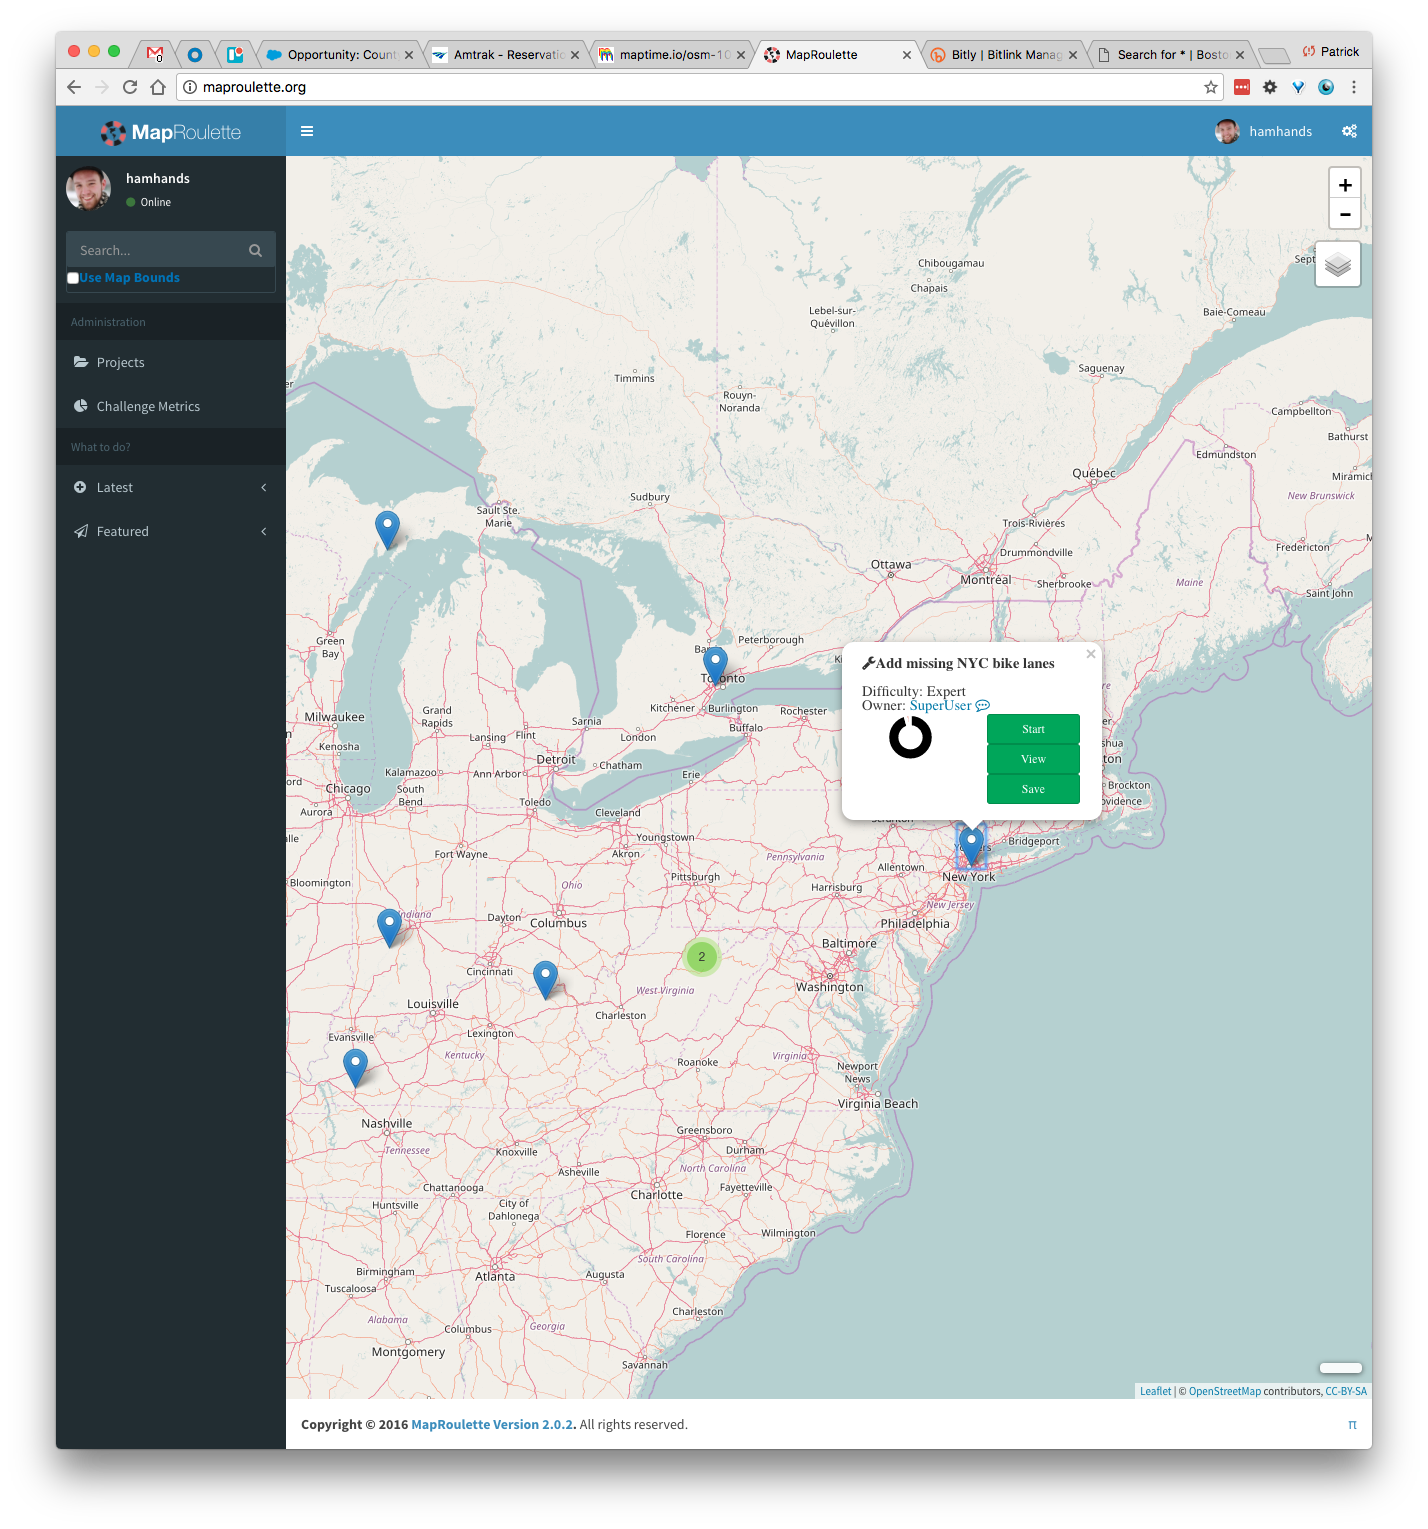 0
Opportunity: Count
Amtrak - Reservatio
maptime.io/osm-10
MapRoulette
Bitly | Bitlink Manag
Search for * | Bosto
Patrick
maproulette.org
MapRoulette
hamhands
hamhands
Online
Search...
Use Map Bounds
Administration
Projects
Challenge Metrics
What to do?
Latest
Featured
+
-
Chibougamau
Chapais
Sept
Lebel-sur-
Quévillon
Baie-Comeau
Timmins
Saguenay
Rouyn-
Noranda
Campbellton
Bathurst
Edmundston
Québec
Miramic
New Brunswick
Sudbury
Sault Ste.
Marie
Trois-Rivières
Drummondville
Fredericton
Ottawa
Montréal
Sherbrooke
Maine
Saint John
Green
Bay
Peterborough
Toronto
Add missing NYC bike lanes
×
Difficulty: Expert
Owner: SuperUser
Start
View
Save
Kitchener
Burlington
Rochester
Milwaukee
Grand
Rapids
Sarnia
Buffalo
Kenosha
Lansing
Flint
London
Detroit
Chatham
Kalamazoo
Ann Arbor
Erie
Chicago
South
Bend
Toledo
Brockton
ovidence
Aurora
Cleveland
Scranton
Youngstown
Akron
Fort Wayne
Bridgeport
Pennsylvania
Allentown
New York
Bloomington
Ohio
Pittsburgh
Harrisburg
New Jersey
Indiana
Dayton
Columbus
Philadelphia
Baltimore
2
Cincinnati
West Virginia
Washington
Louisville
Charleston
Evansville
Lexington
Kentucky
Roanoke
Virginia
Newport
News
Virginia Beach
Nashville
Greensboro
Tennessee
Knoxville
Durham
Asheville
North Carolina
Chattanooga
Charlotte
Fayetteville
Huntsville
City of
Dahlonega
Florence
Wilmington
South Carolina
Birmingham
Atlanta
Augusta
Tuscaloosa
Charleston
Alabama
Columbus
Georgia
Montgomery
Savannah
Leaflet | © OpenStreetMap contributors, CC-BY-SA
Copyright © 2016 MapRoulette Version 2.0.2. All rights reserved.
π